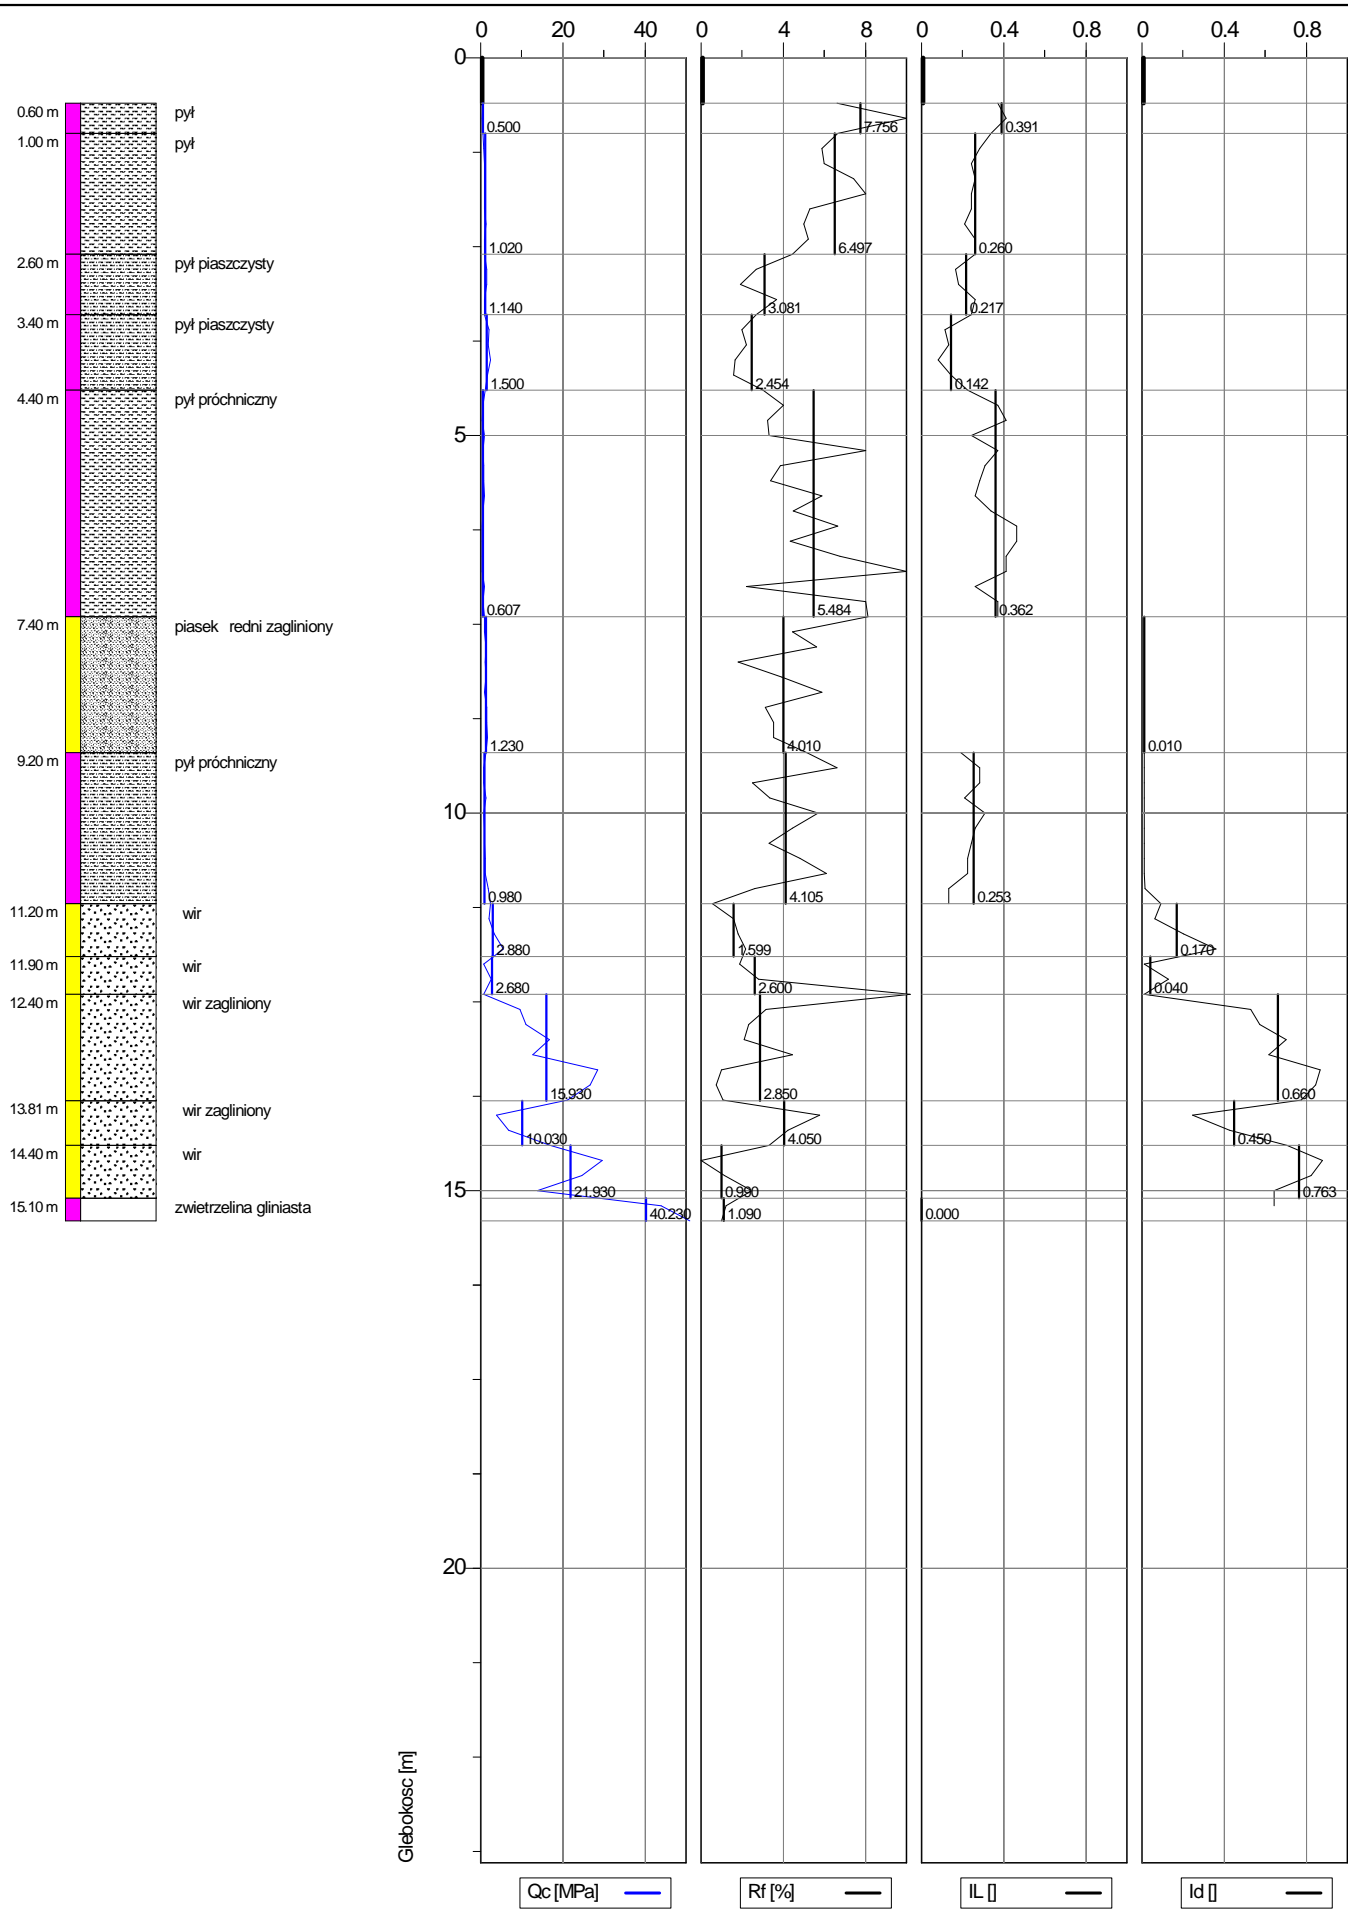 0 20 40 0 4 8 0 0.4 0.8 0 0.4 0.8
0
0.60 m pył
0.500 7.756 0.391
1.00 m pył
1.020 6.497 0.260
2.60 m pył piaszczysty
1.140 3.081 0.217
3.40 m pył piaszczysty
1.500 2.454 0.142
4.40 m pył próchniczny
5
0.607 5.484 0.362
7.40 m piasek redni zagliniony
1.230 4.010 0.010
9.20 m pył próchniczny
10
0.980 4.105 0.253
11.20 m wir
2.880 1.599 0.170
11.90 m wir
2.680 2.600 0.040
12.40 m wir zagliniony
15.930 2.850 0.660
13.81 m wir zagliniony
10.030 4.050 0.450
14.40 m wir
15
21.930 0.990 0.763
15.10 m zwietrzelina gliniasta
40.230 1.090 0.000
20
Glebokosc [m]
Qc [MPa] Rf [%] IL [] Id []